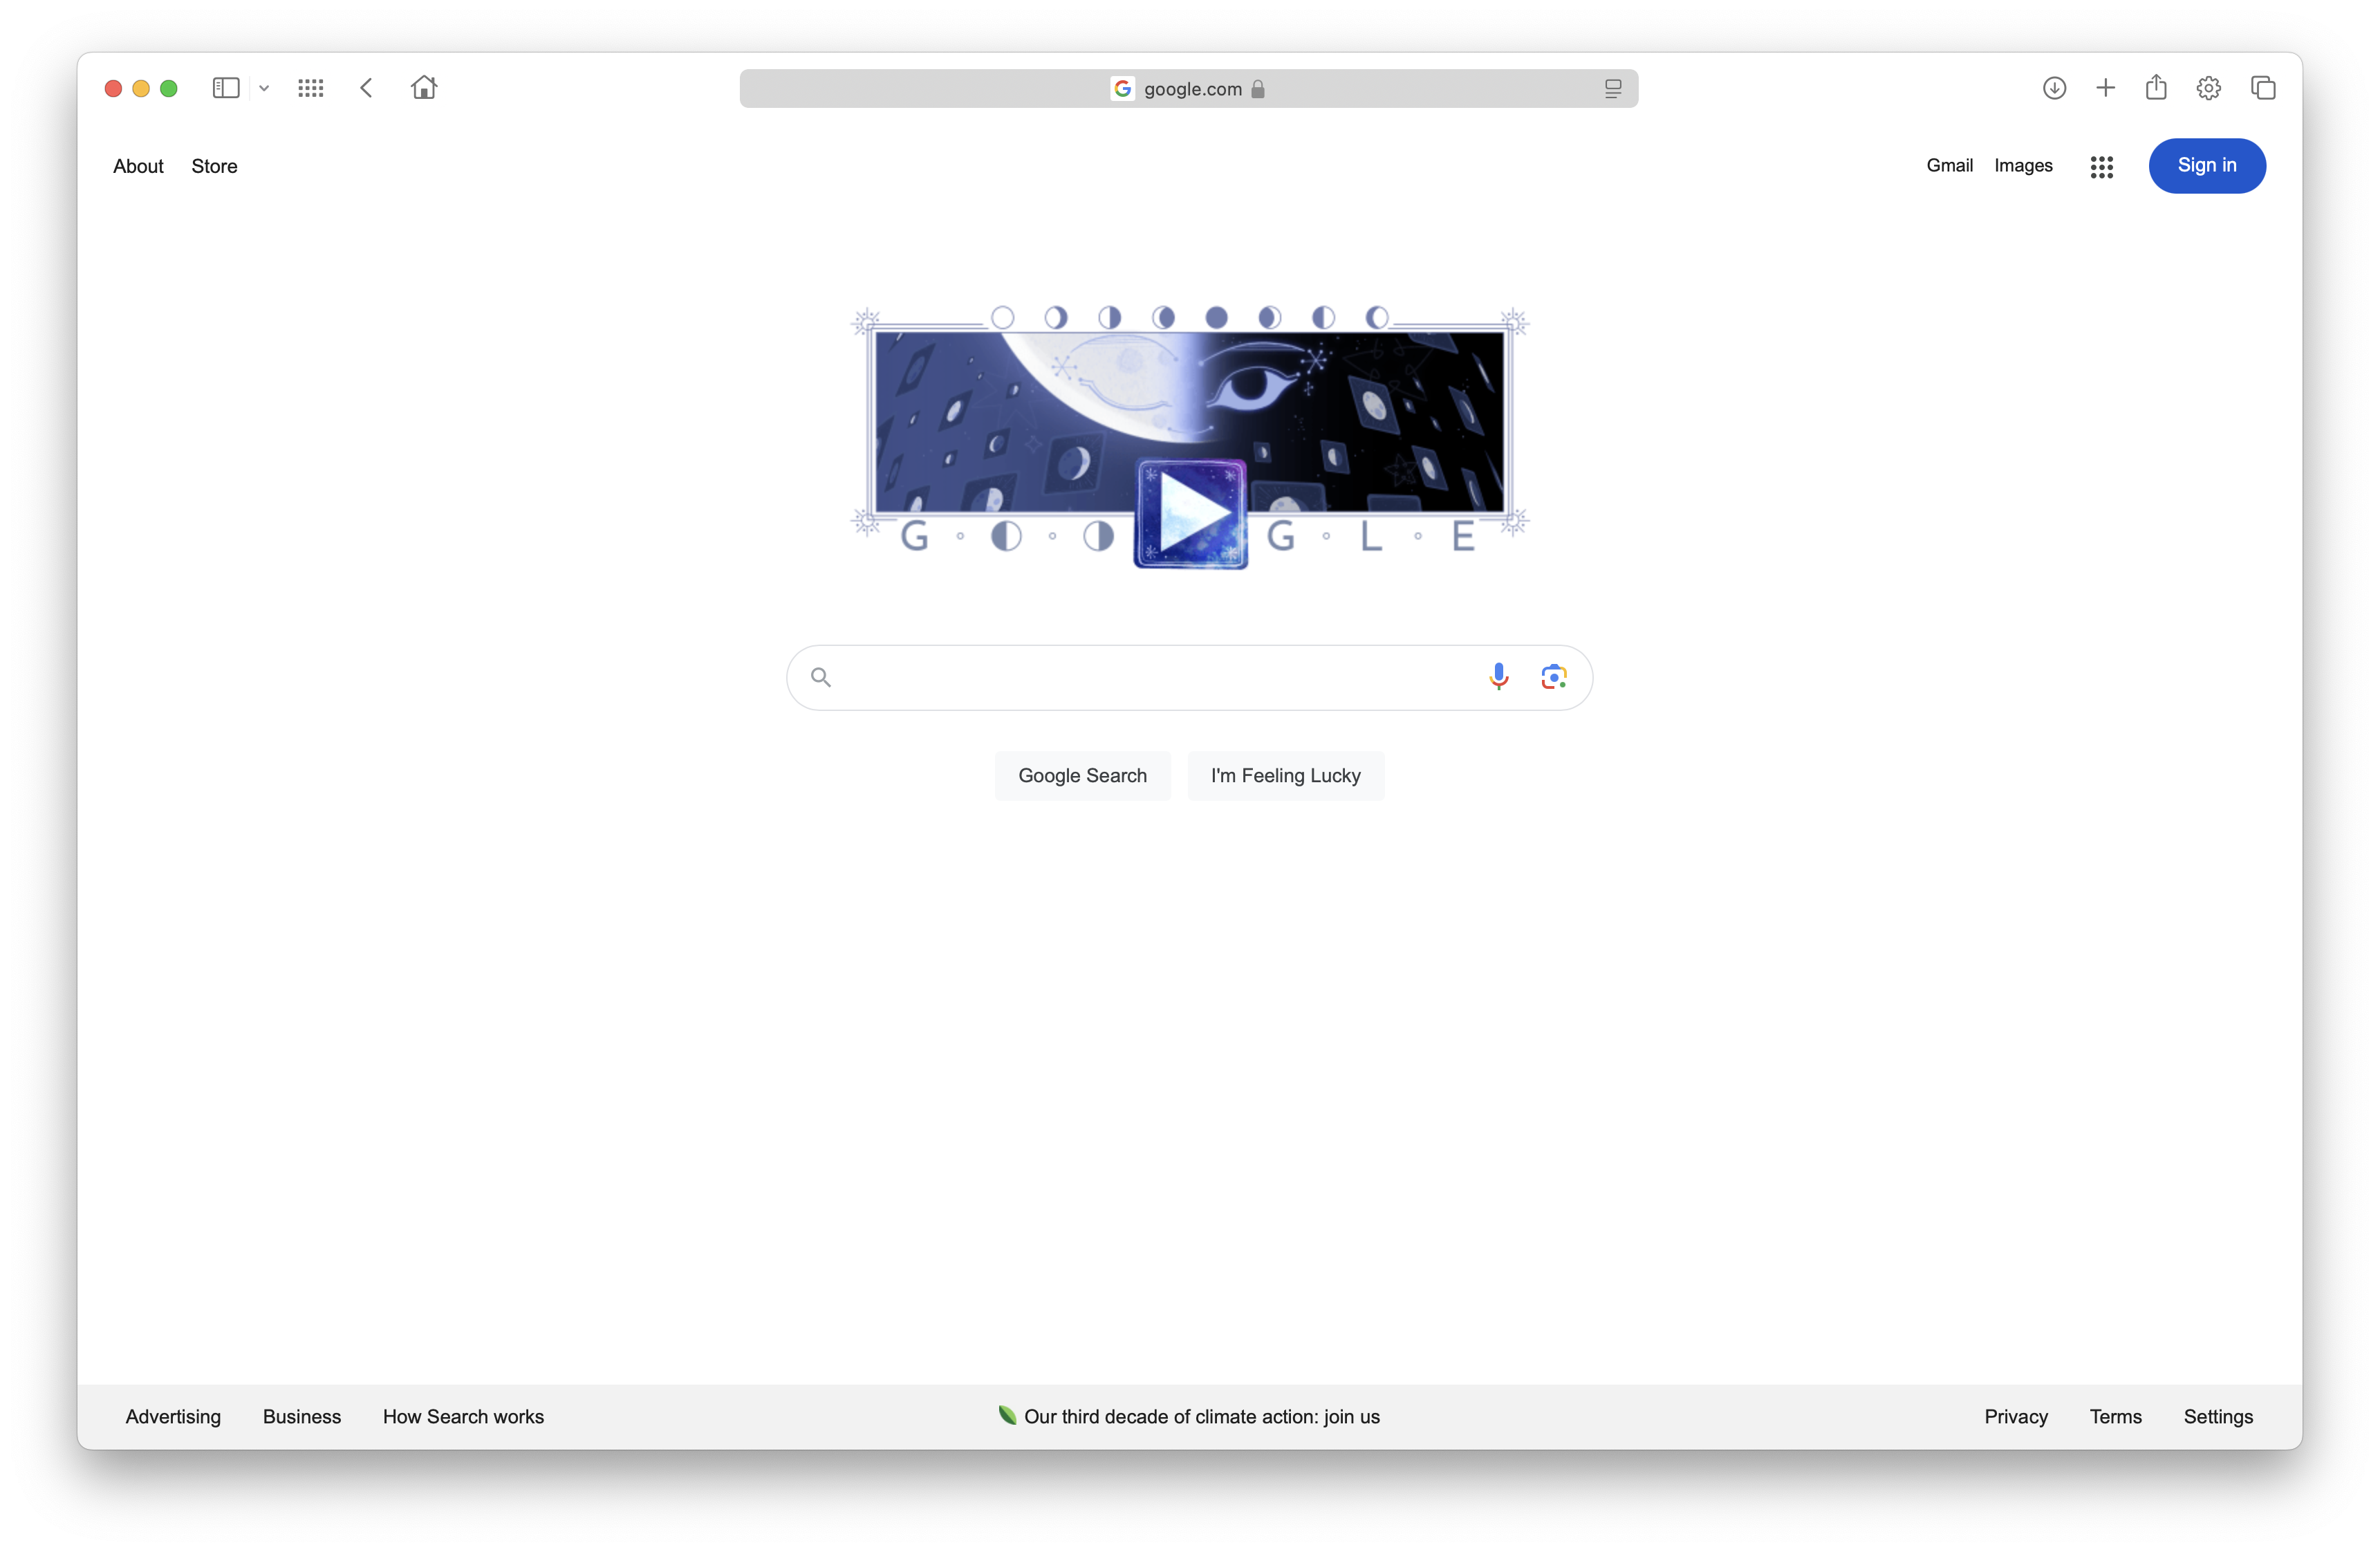 google.com
About Store
Gmail Images Sign in
G L E
Google Search I'm Feeling Lucky
Advertising Business How Search works
Our third decade of climate action: join us
Privacy Terms Settings